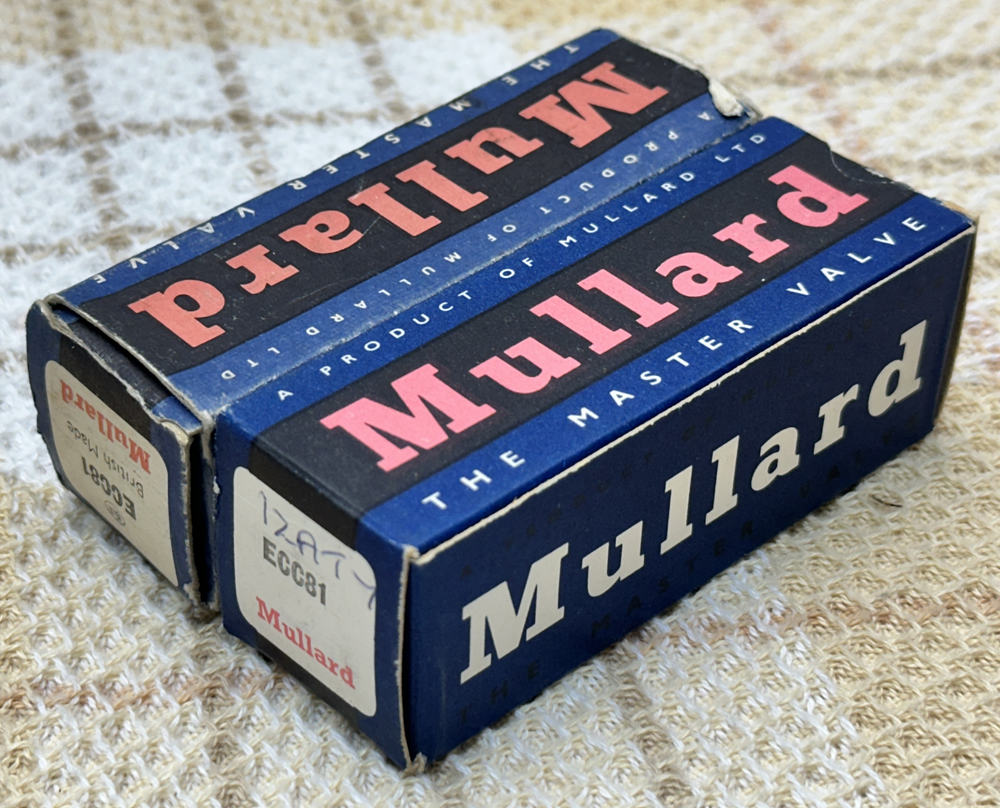 THE MASTER VALVE
Mullard
A PRODUCT OF MULLARD LTD
A PRODUCT OF MULLARD LTD
Mullard
THE MASTER VALVE
Mullard
Mullard
British Made
ECC81
12AT7
ECC81
Mullard